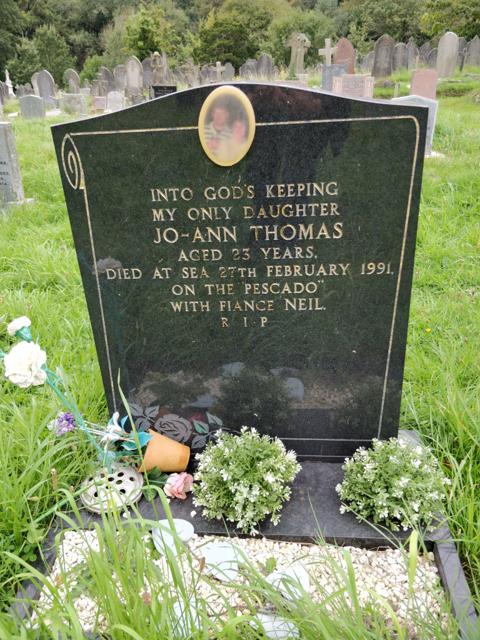 INTO GOD'S KEEPING
MY ONLY DAUGHTER
JO-ANN THOMAS
AGED 23 YEARS.
DIED AT SEA 27TH FEBRUARY 1991,
ON THE "PESCADO"
WITH FIANCE NEIL.
R I P